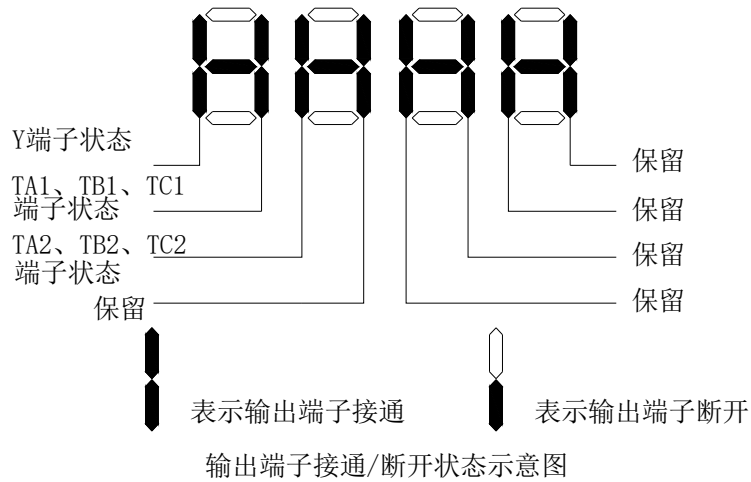 Y端子状态
保留
TA1、TB1、TC1
端子状态
保留
TA2、TB2、TC2
端子状态
保留
保留
保留
表示输出端子接通
表示输出端子断开
输出端子接通/断开状态示意图